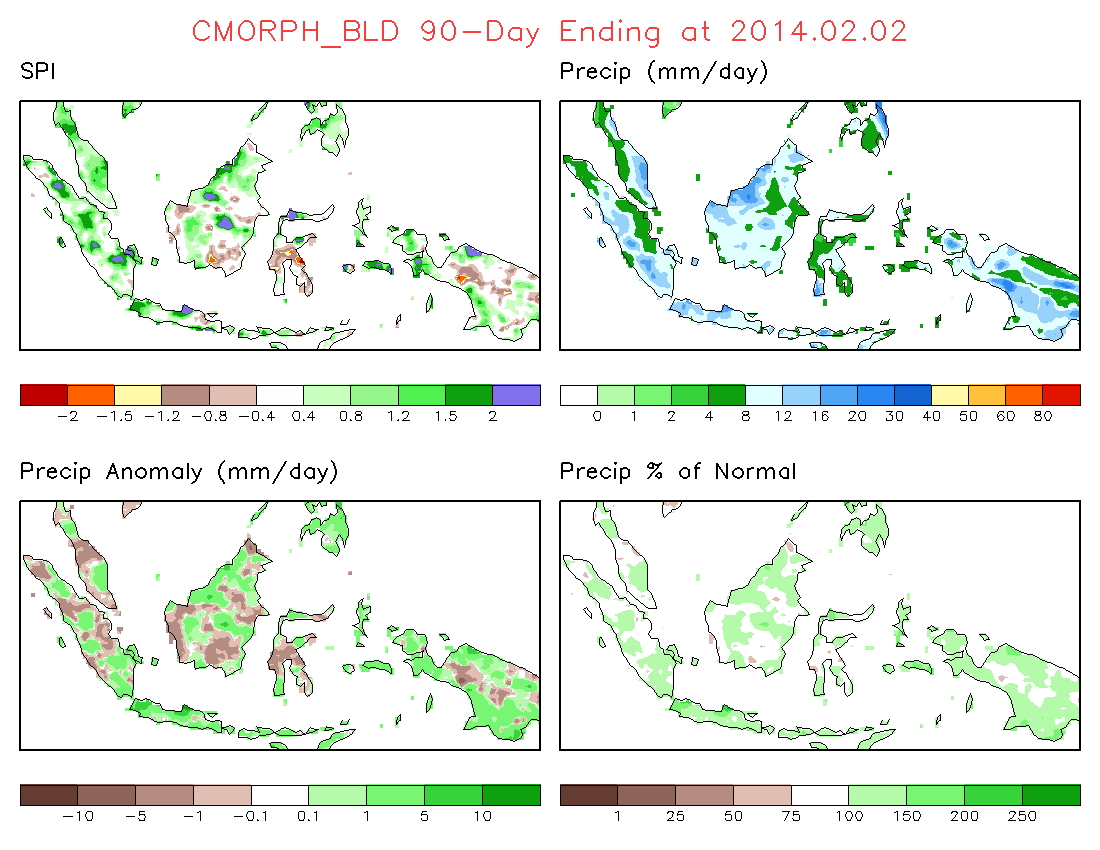 CMORPH_BLD 90-Day Ending at 2014.02.02
SPI
Precip (mm/day)
-2 -1.5 -1.2 -0.8 -0.4 0.4 0.8 1.2 1.5 2
0 1 2 4 8 12 16 20 30 40 50 60 80
Precip Anomaly (mm/day)
Precip % of Normal
-10 -5 -1 -0.1 0.1 1 5 10
1 25 50 75 100 150 200 250